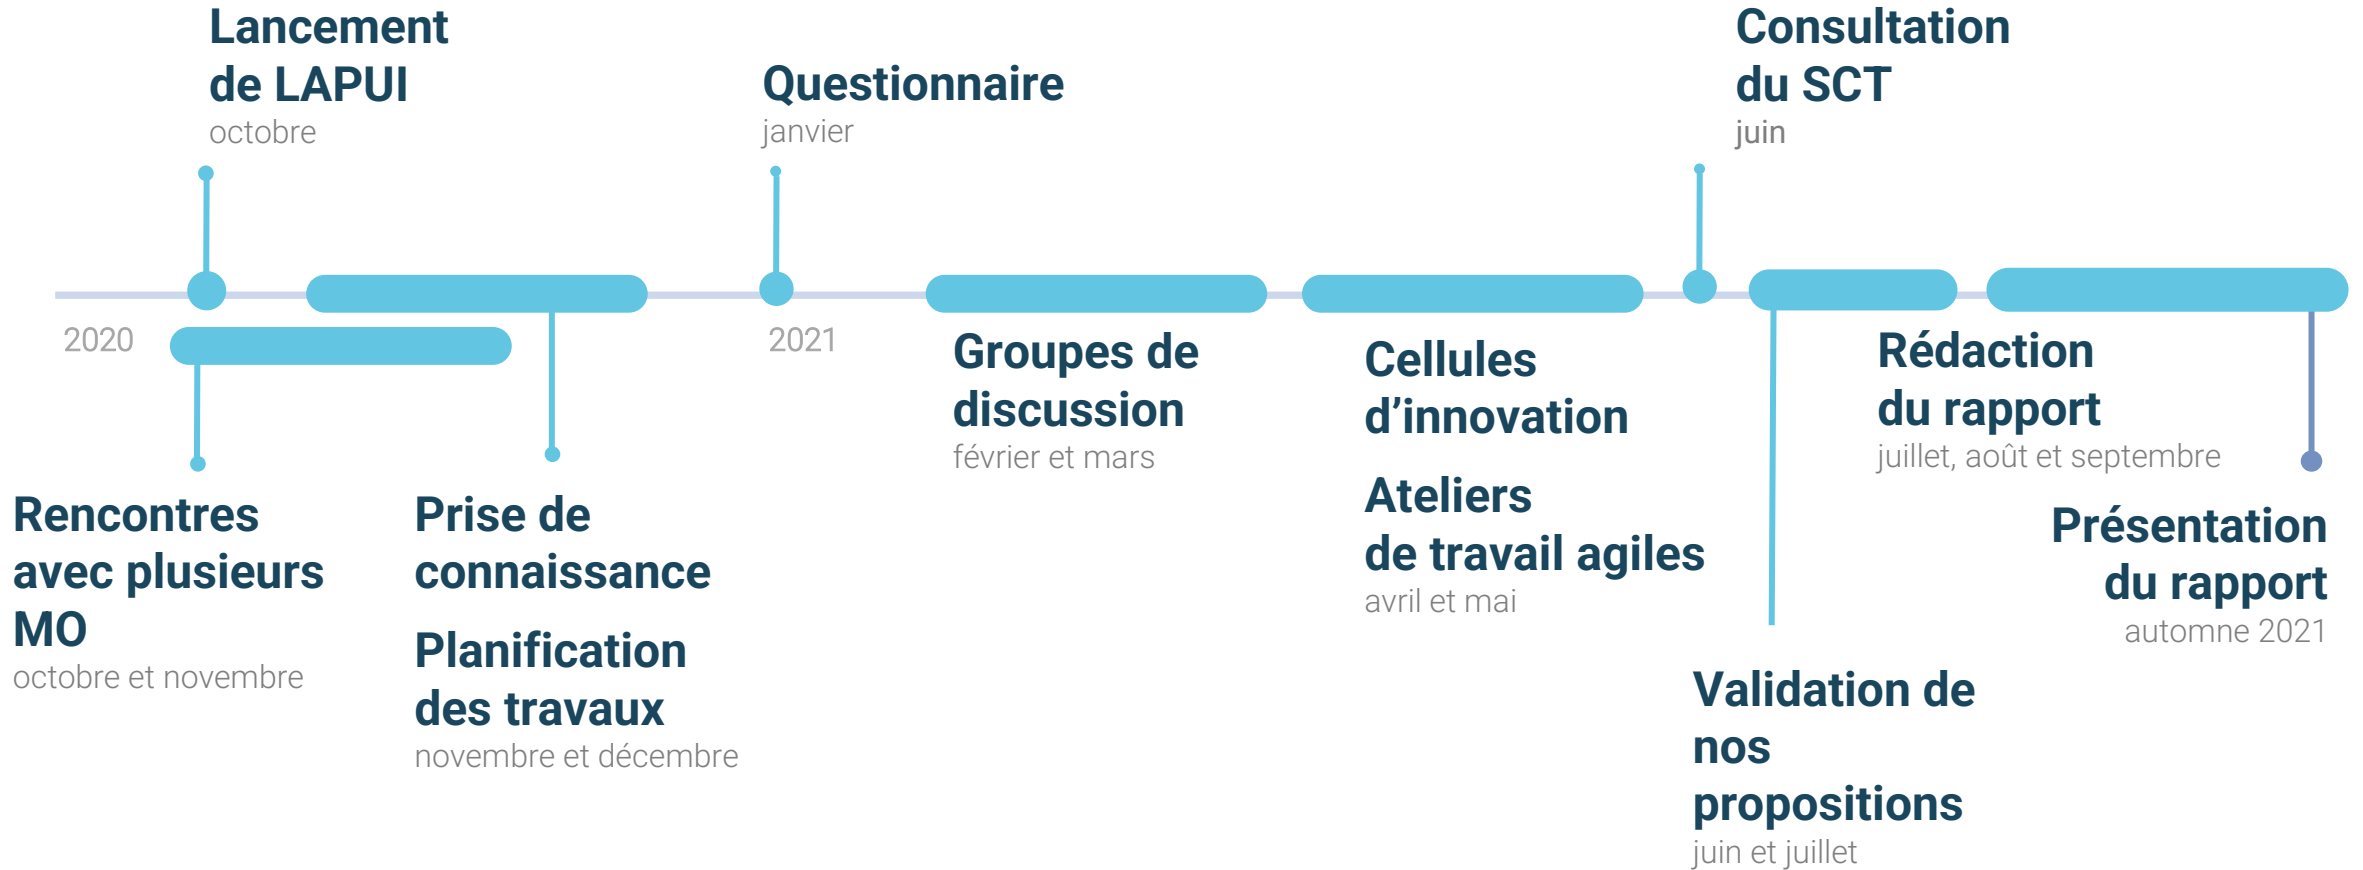 Lancement
de LAPUI
octobre
Questionnaire
janvier
Consultation
du SCT
juin
2020
2021
Rencontres
avec plusieurs
MO
octobre et novembre
Prise de
connaissance
Planification
des travaux
novembre et décembre
Groupes de
discussion
février et mars
Cellules
d’innovation
Ateliers
de travail agiles
avril et mai
Validation de
nos
propositions
juin et juillet
Rédaction
du rapport
juillet, août et septembre
Présentation
du rapport
automne 2021